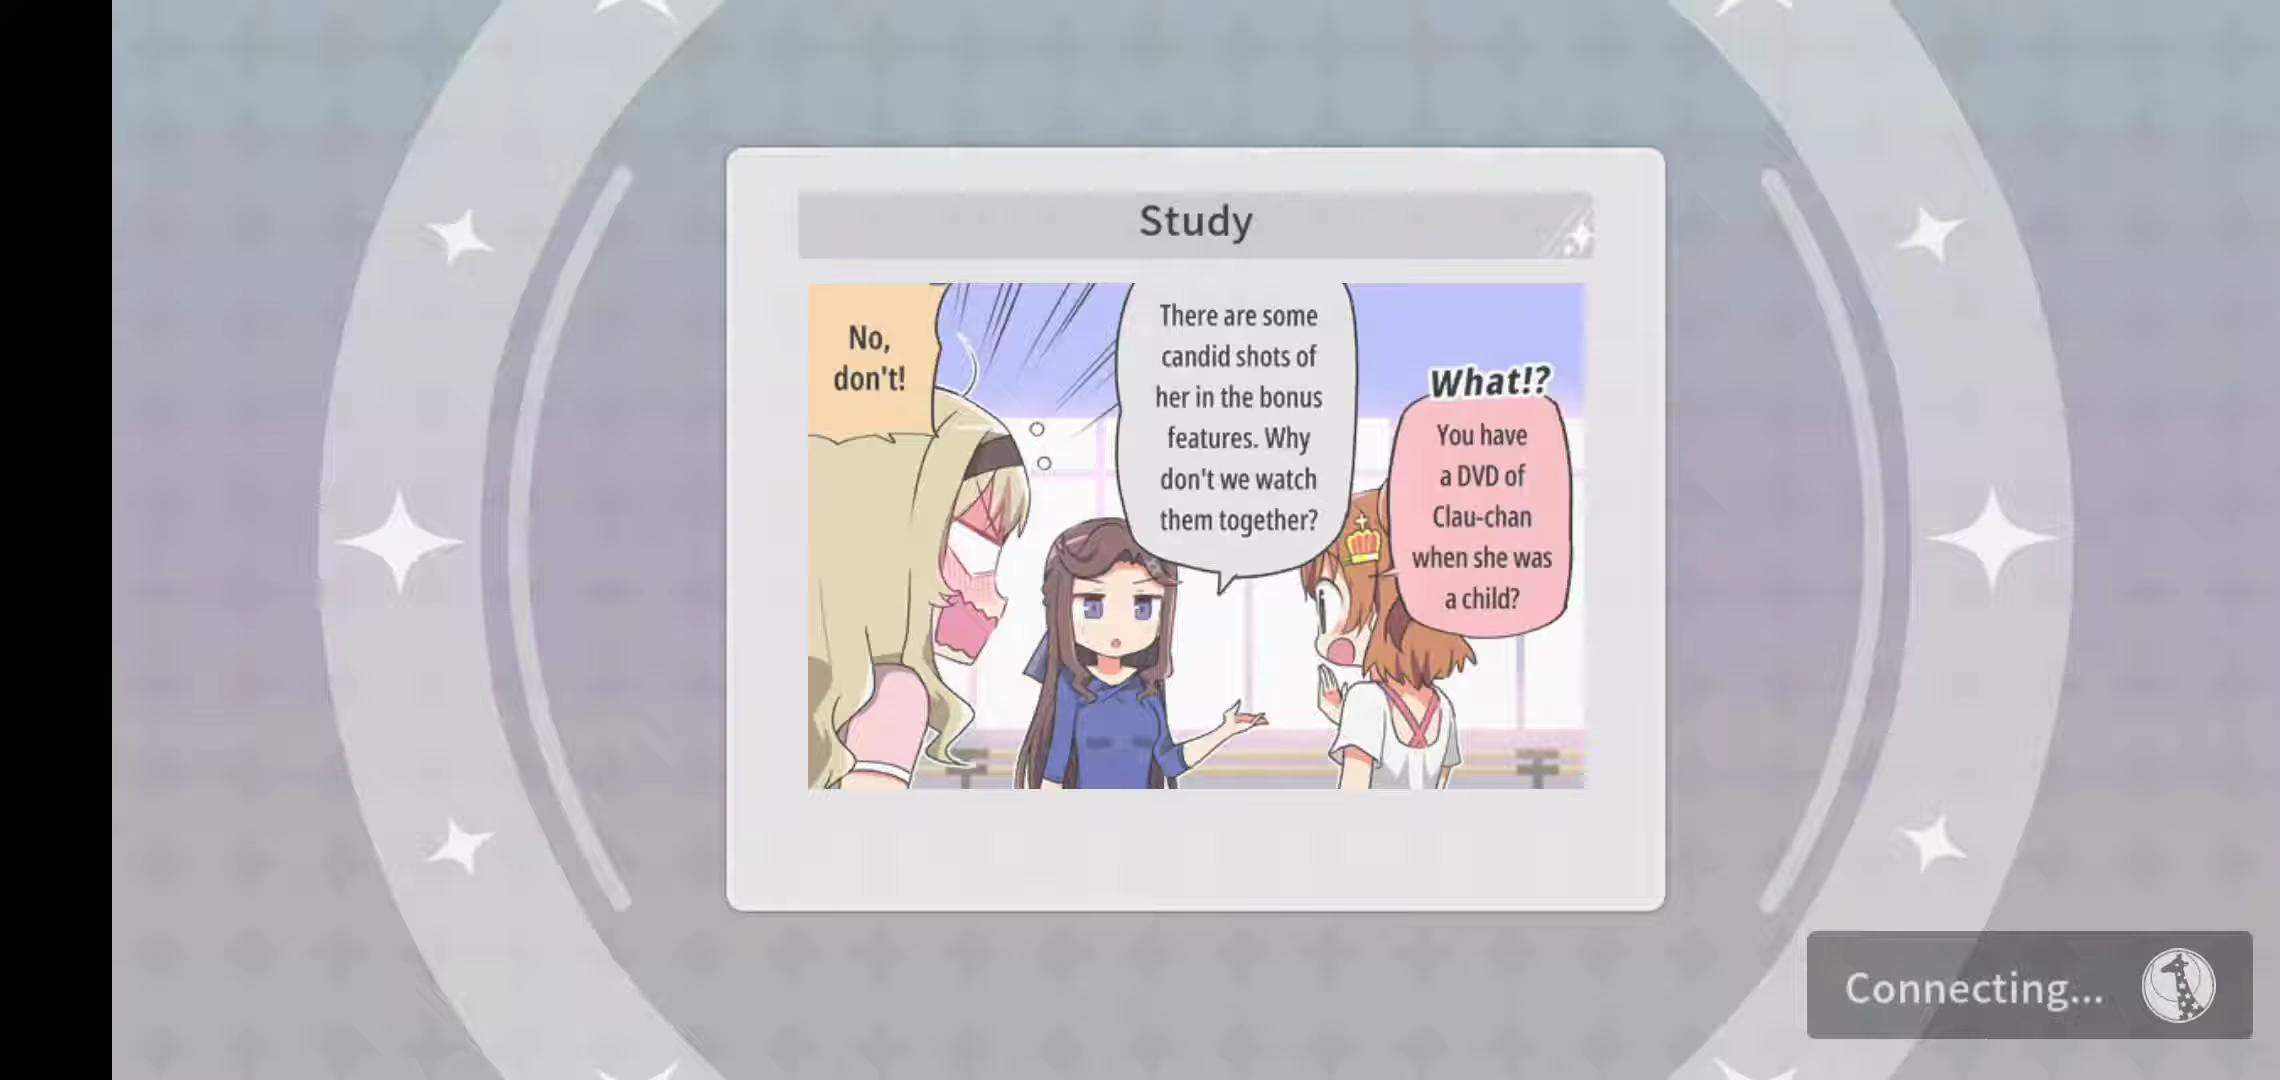 Study
What!?
You have
a DVD of
Clau-chan
when she was
a child?
There are some
candid shots of
her in the bonus
features. Why
don't we watch
them together?
No,
don't!
Connecting...